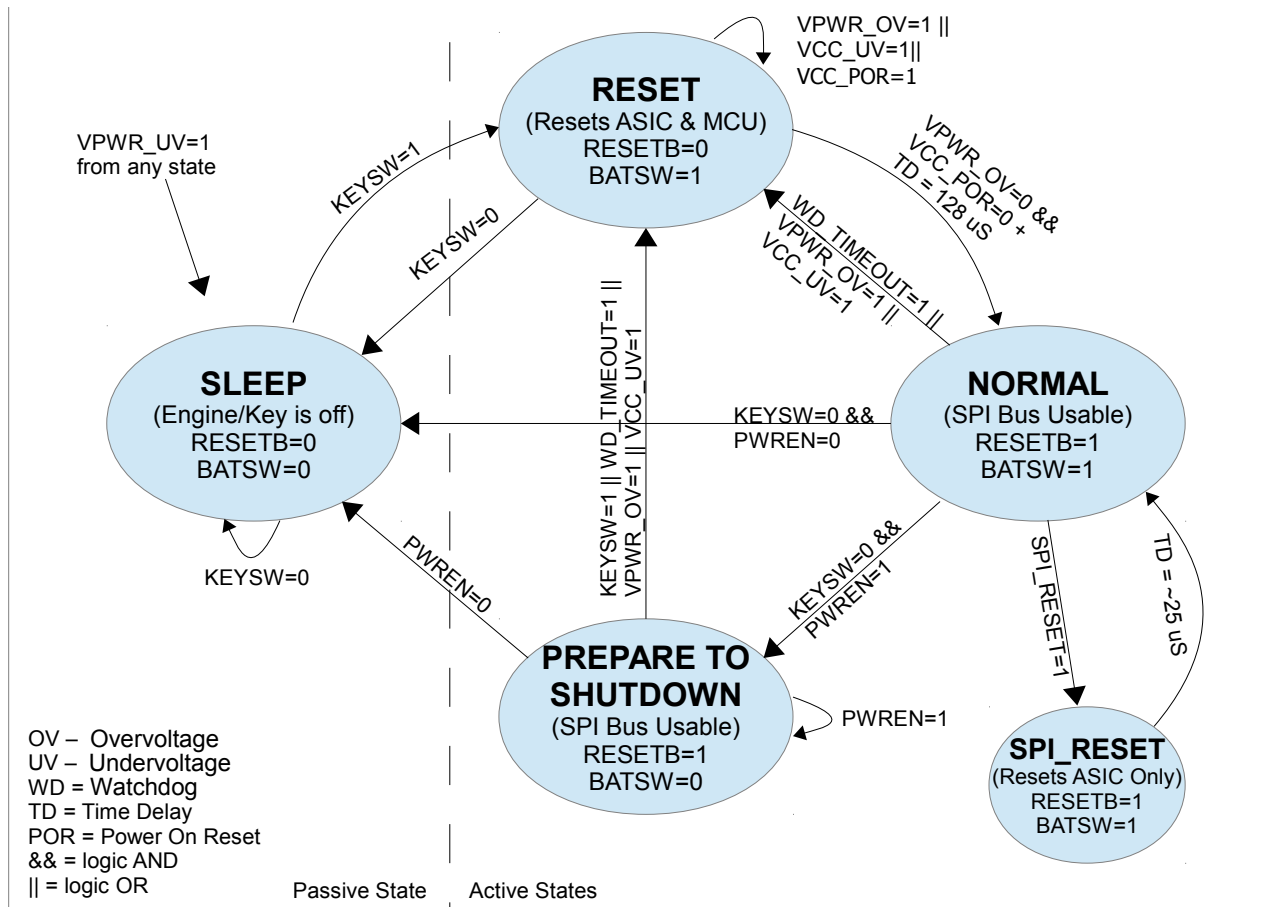 VPWR_OV=1 ||
VCC_UV=1||
VCC_POR=1
RESET
(Resets ASIC & MCU)
RESETB=0
BATSW=1
VPWR_UV=1
from any state
KEYSW=1
KEYSW=0
VPWR_OV=0 &&
VCC_POR=0 +
TD = 128 uS
WD_TIMEOUT=1 ||
VPWR_OV=1 ||
VCC_UV=1
KEYSW=1 || WD_TIMEOUT=1 ||
VPWR_OV=1 || VCC_UV=1
SLEEP
(Engine/Key is off)
RESETB=0
BATSW=0
NORMAL
(SPI Bus Usable)
RESETB=1
BATSW=1
KEYSW=0 &&
PWREN=0
KEYSW=0
PWREN=0
KEYSW=0 &&
PWREN=1
SPI_RESET=1
TD = ~25 uS
PREPARE TO
SHUTDOWN
(SPI Bus Usable)
RESETB=1
BATSW=0
PWREN=1
SPI_RESET
(Resets ASIC Only)
RESETB=1
BATSW=1
OV – Overvoltage
UV – Undervoltage
WD = Watchdog
TD = Time Delay
POR = Power On Reset
&& = logic AND
|| = logic OR
Passive State
Active States